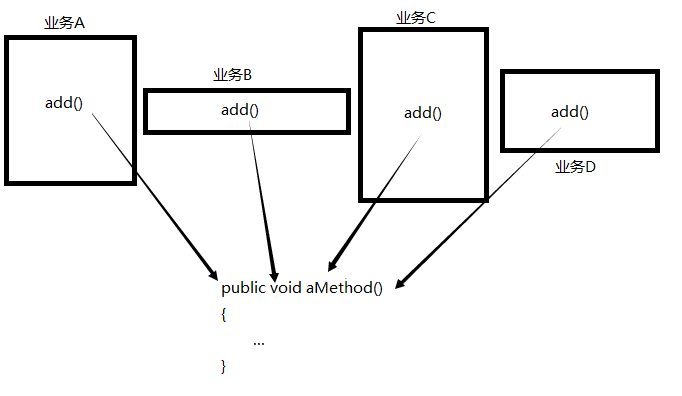 业务A
业务C
业务B
add()
add()
add()
add()
业务D
public void aMethod()
{
...
}